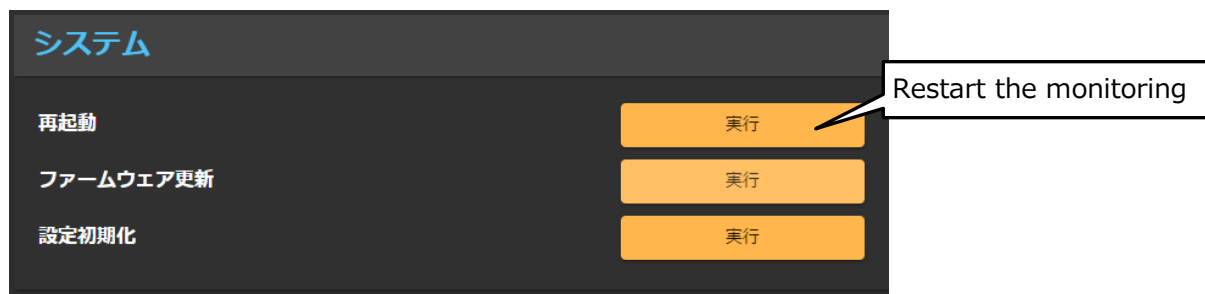 システム
Restart the monitoring
再起動
実行
ファームウェア更新
実行
設定初期化
実行